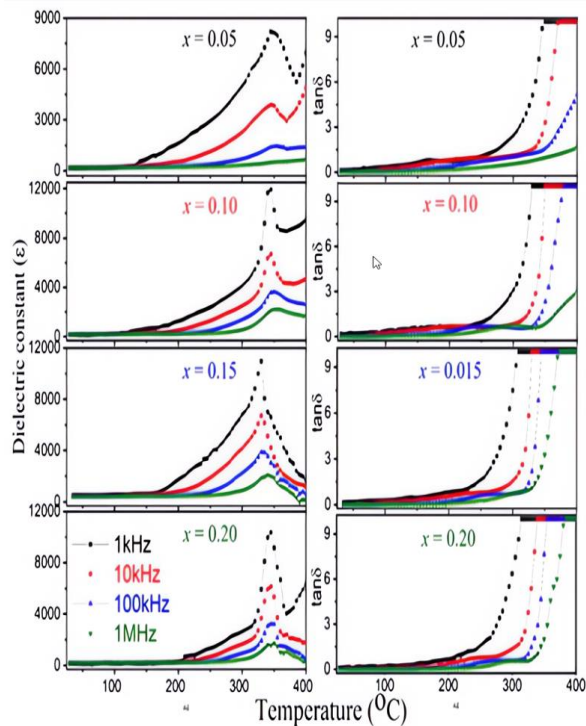 Dielectric constant (ε)
x = 0.05
9000
6000
3000
0
x = 0.10
12000
8000
4000
0
x = 0.15
12000
8000
4000
0
x = 0.20
12000
8000
4000
0
1kHz
10kHz
100kHz
1MHz
100 200 300 400
tanδ
x = 0.05
9
6
3
0
tanδ
x = 0.10
9
6
3
0
tanδ
x = 0.015
9
6
3
0
tanδ
x = 0.20
9
6
3
0
100 200 300 400
Temperature (⁰C)